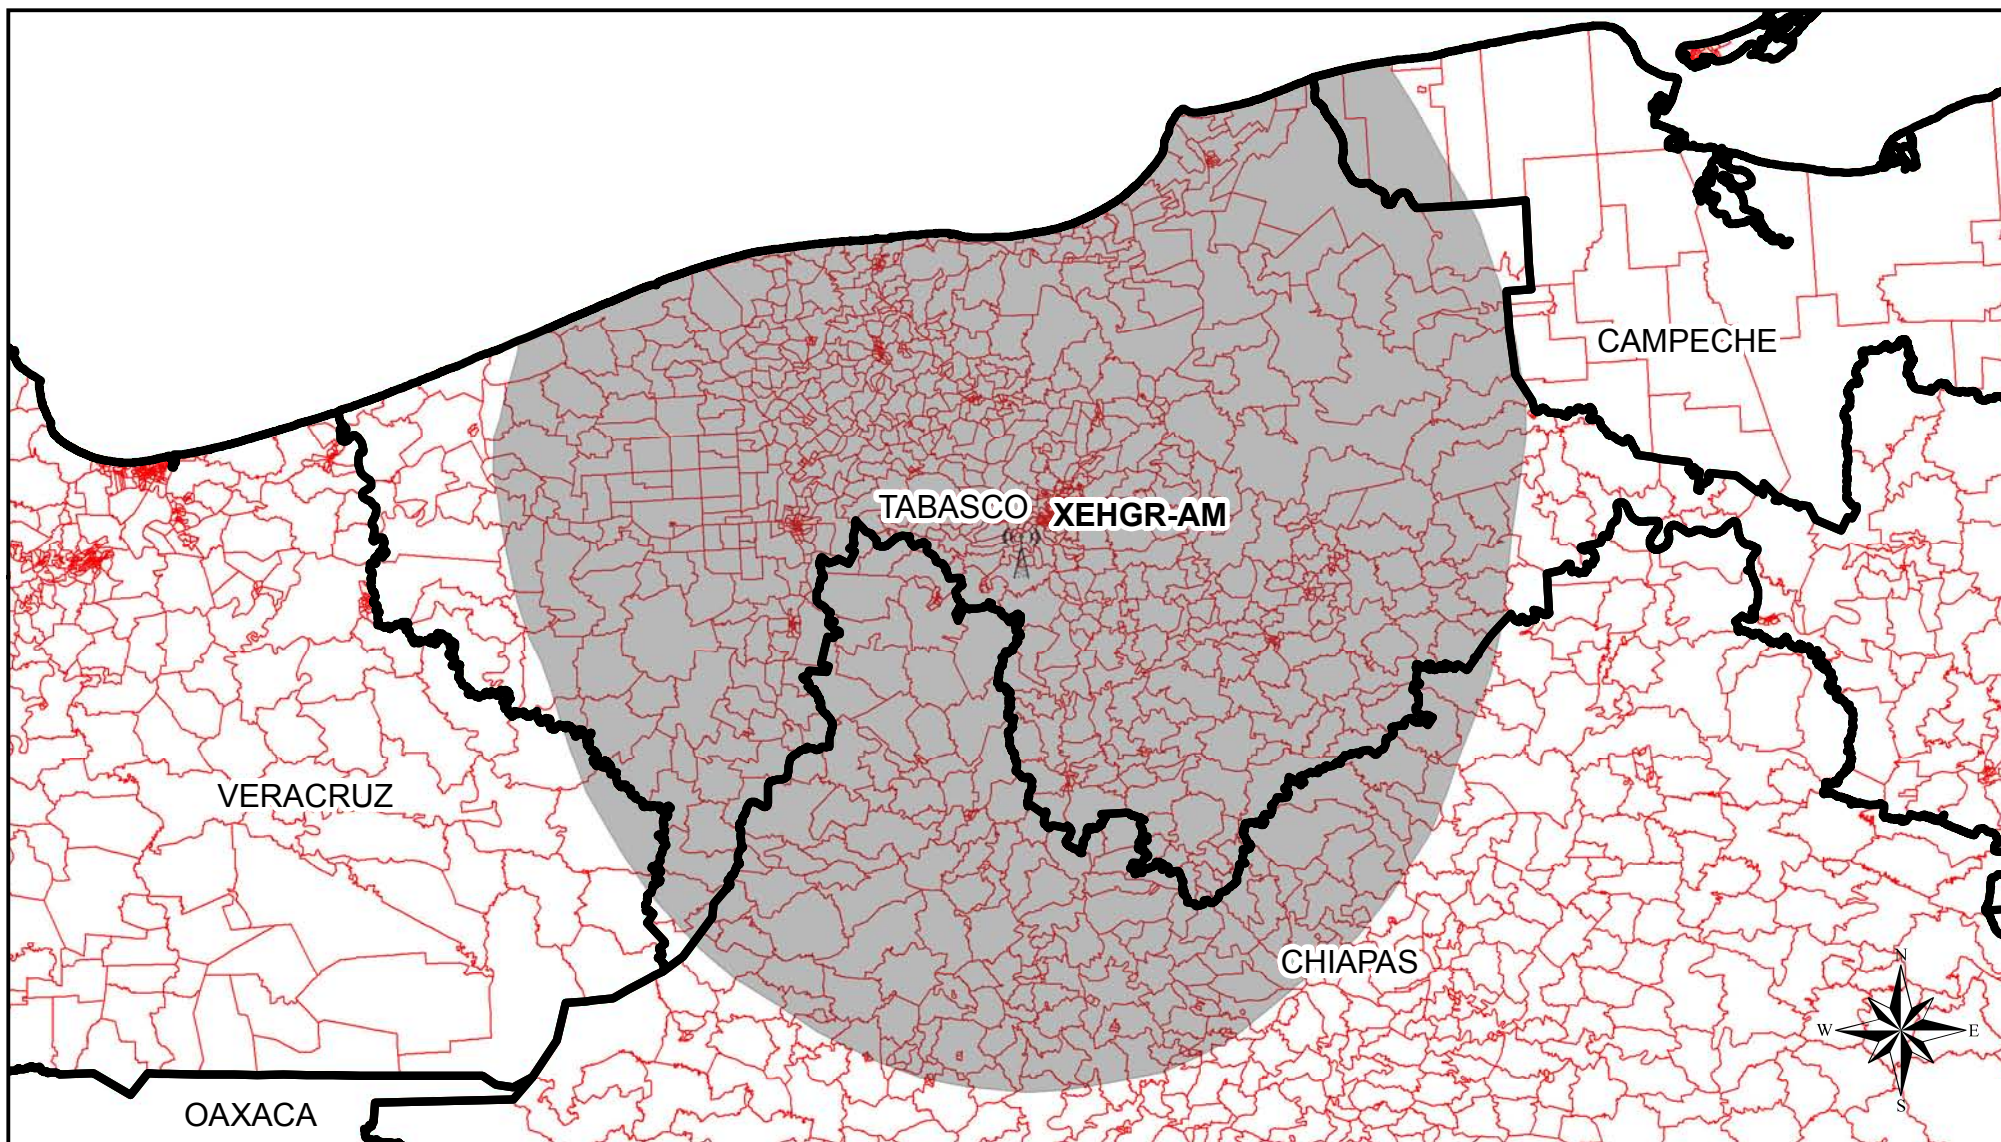 CAMPECHE
TABASCO
XEHGR-AM
VERACRUZ
CHIAPAS
N
W
E
S
OAXACA